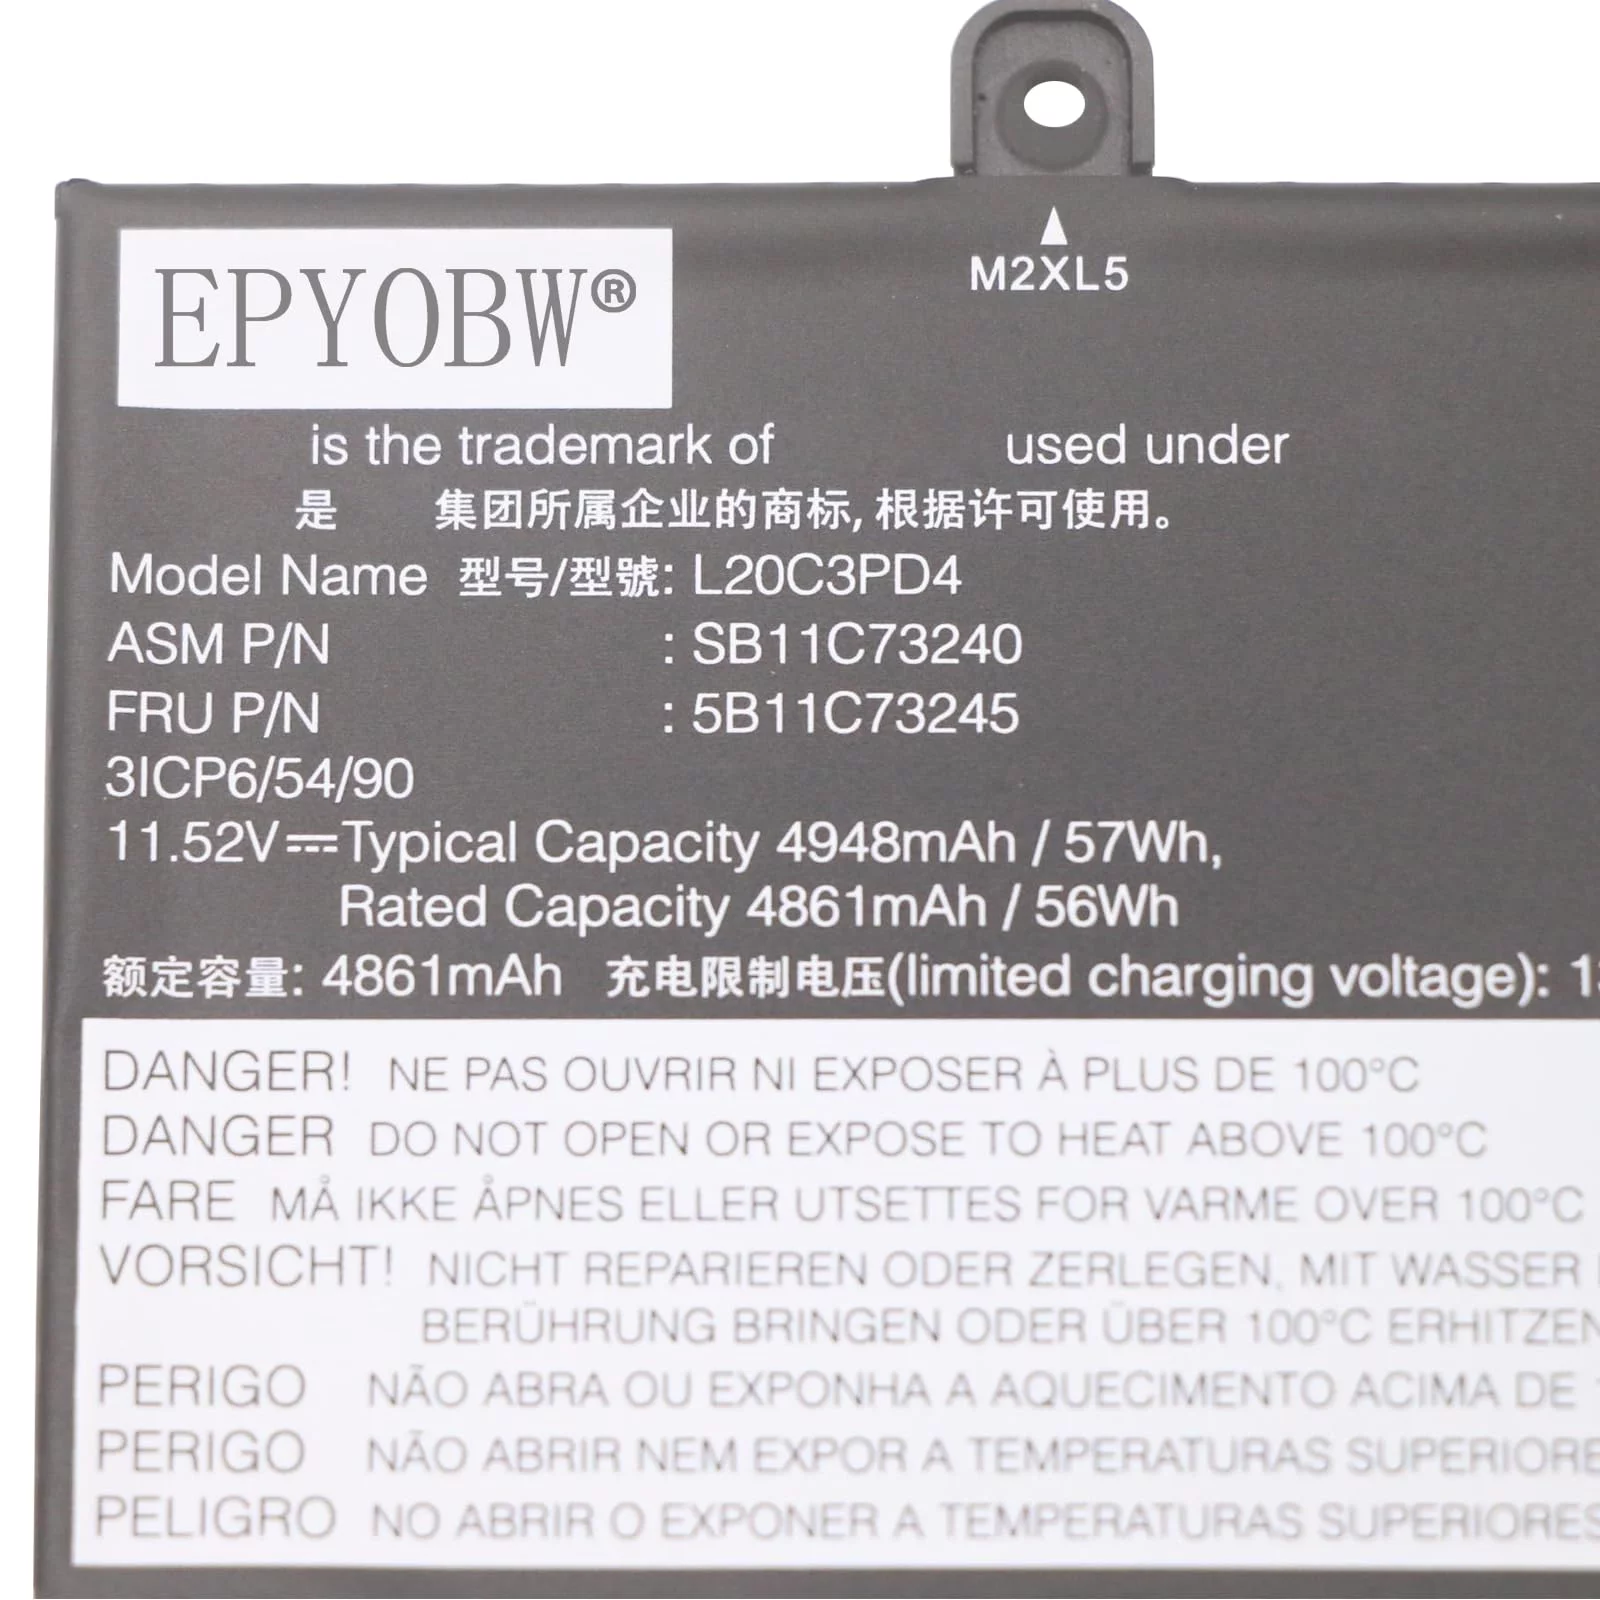 M2XL5
EPYOBW®
is the trademark of used under
是 集团所属企业的商标, 根据许可使用。
Model Name 型号/型號: L20C3PD4
ASM P/N : SB11C73240
FRU P/N : 5B11C73245
3ICP6/54/90
11.52V⎓Typical Capacity 4948mAh / 57Wh,
Rated Capacity 4861mAh / 56Wh
额定容量: 4861mAh 充电限制电压(limited charging voltage):
DANGER! NE PAS OUVRIR NI EXPOSER À PLUS DE 100°C
DANGER DO NOT OPEN OR EXPOSE TO HEAT ABOVE 100°C
FARE MÅ IKKE ÅPNES ELLER UTSETTES FOR VARME OVER 100°C
VORSICHT! NICHT REPARIEREN ODER ZERLEGEN, MIT WASSER
BERÜHRUNG BRINGEN ODER ÜBER 100°C ERHITZEN
PERIGO NÃO ABRA OU EXPONHA A AQUECIMENTO ACIMA DE
PERIGO NÃO ABRIR NEM EXPOR A TEMPERATURAS SUPERIORE
PELIGRO NO ABRIR O EXPONER A TEMPERATURAS SUPERIORES